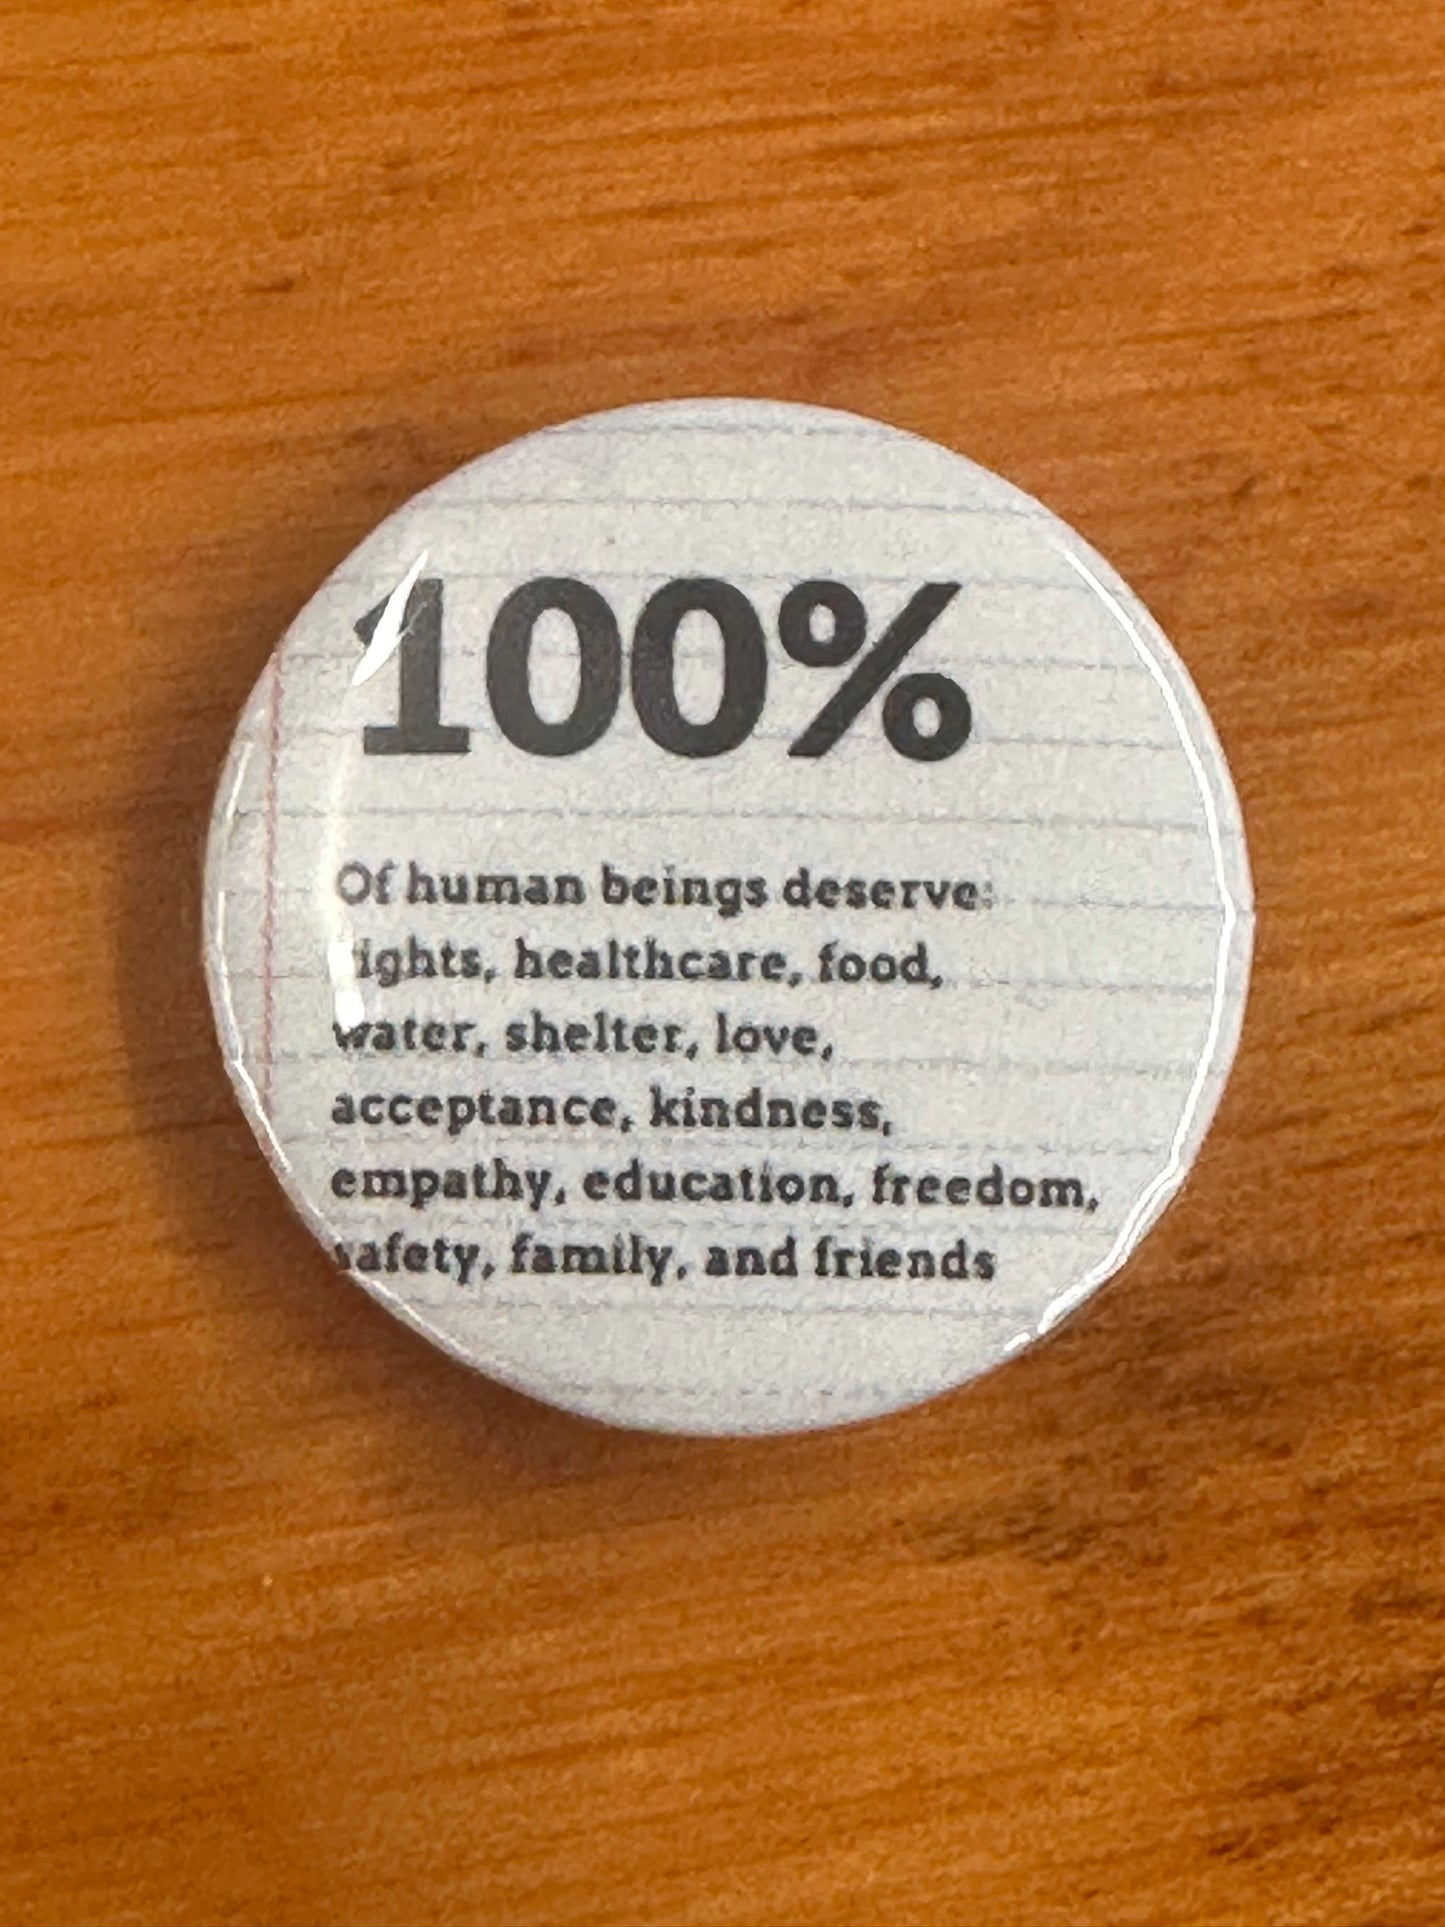 100%
Of human beings deserve:
rights, healthcare, food,
water, shelter, love,
acceptance, kindness,
empathy, education, freedom,
safety, family, and friends